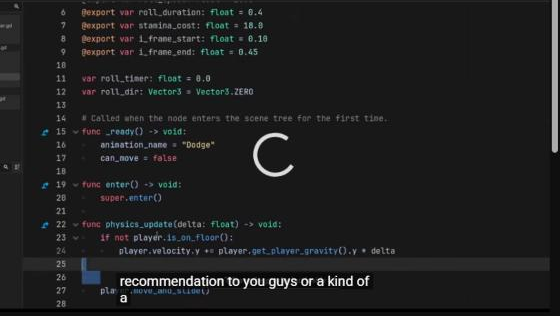 6 @export var roll_duration: float = 0.4
7 @export var stamina_cost: float = 18.0
8 @export var i_frame_start: float = 0.10
9 @export var i_frame_end: float = 0.45
10
11 var roll_timer: float = 0.0
12 var roll_dir: Vector3 = Vector3.ZERO
13
14 # Called when the node enters the scene tree for the first time.
15 func _ready() -> void:
16 animation_name = "Dodge"
17 can_move = false
18
19 func enter() -> void:
20 super.enter()
21
22 func physics_update(delta: float) -> void:
23 if not player.is_on_floor():
24 player.velocity.y += player.get_player_gravity().y * delta
25
26
recommendation to you guys or a kind of
a
27 player.move_and_slide()
28